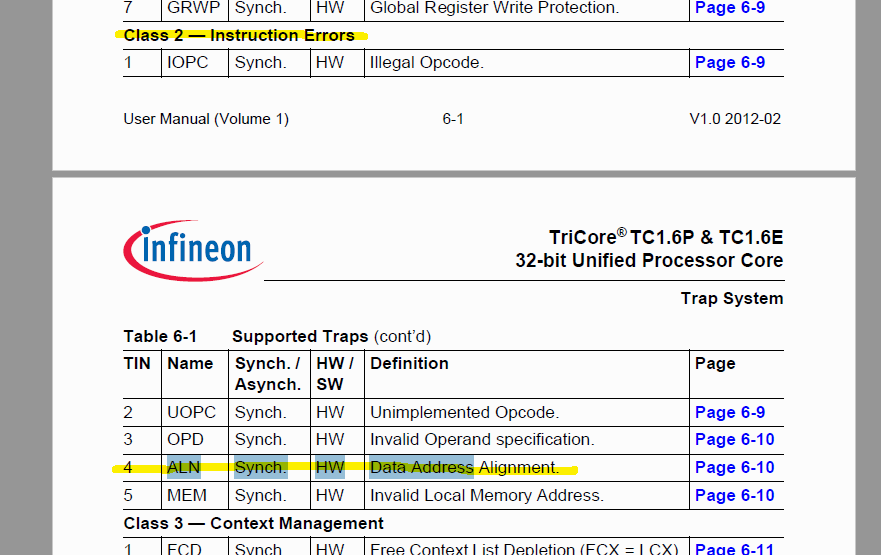 7 GRWP Synch. HW Global Register Write Protection. Page 6-9
Class 2 — Instruction Errors
1 IOPC Synch. HW Illegal Opcode. Page 6-9
User Manual (Volume 1) 6-1 V1.0 2012-02
infineon
TriCore® TC1.6P & TC1.6E
32-bit Unified Processor Core
Trap System
Table 6-1 Supported Traps (cont’d)
TIN Name Synch. / HW / Definition Page
Asynch. SW
2 UOPC Synch. HW Unimplemented Opcode. Page 6-9
3 OPD Synch. HW Invalid Operand specification. Page 6-10
4 ALN Synch. HW Data Address Alignment. Page 6-10
5 MEM Synch. HW Invalid Local Memory Address. Page 6-10
Class 3 — Context Management
1 FCD Synch. HW Free Context List Depletion (FCX = LCX) Page 6-11